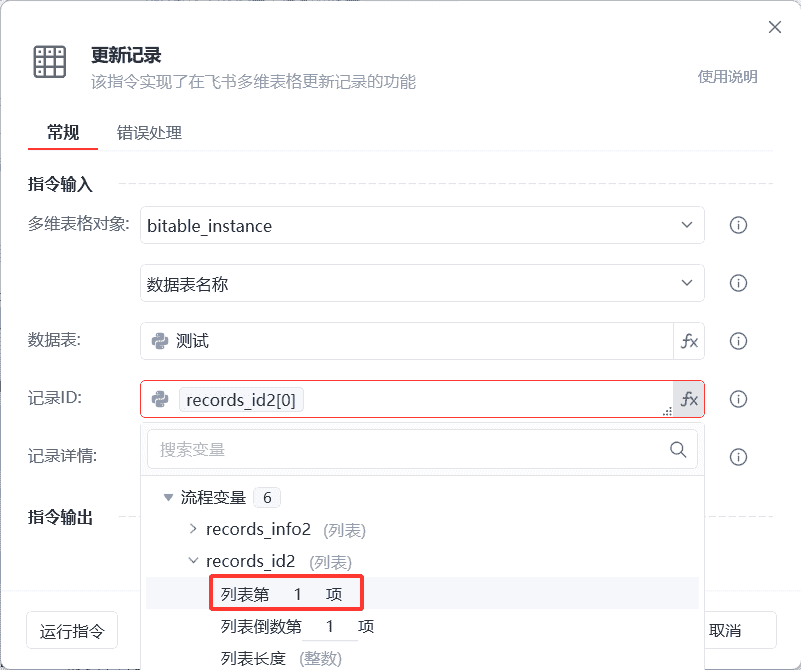 更新记录
该指令实现了在飞书多维表格更新记录的功能
使用说明
常规 错误处理
指令输入
多维表格对象: bitable_instance
数据表名称
数据表: 测试 fx
记录ID: records_id2[0] fx
搜索变量
记录详情:
流程变量 6
指令输出
records_info2 (列表)
records_id2 (列表)
列表第 1 项
列表倒数第 1 项
运行指令 取消
列表长度 (整数)